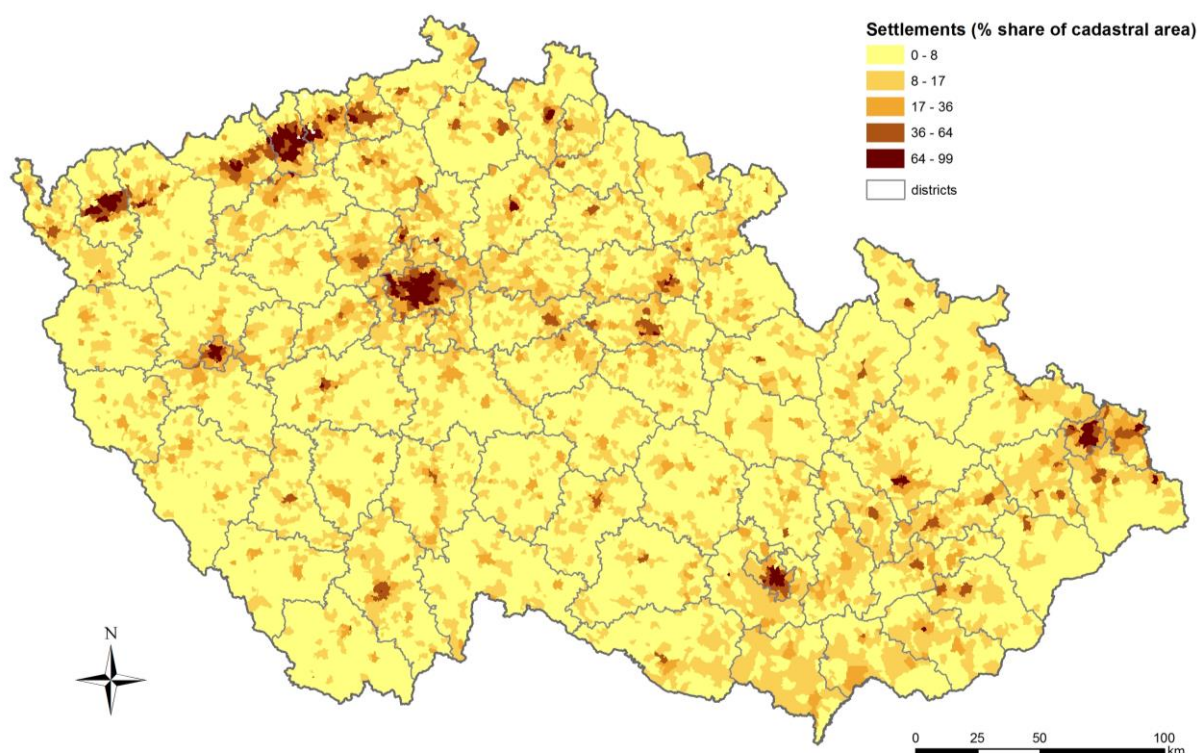 Settlements (% share of cadastral area)
0 - 8
8 - 17
17 - 36
36 - 64
64 - 99
districts
N
0 25 50 100
km